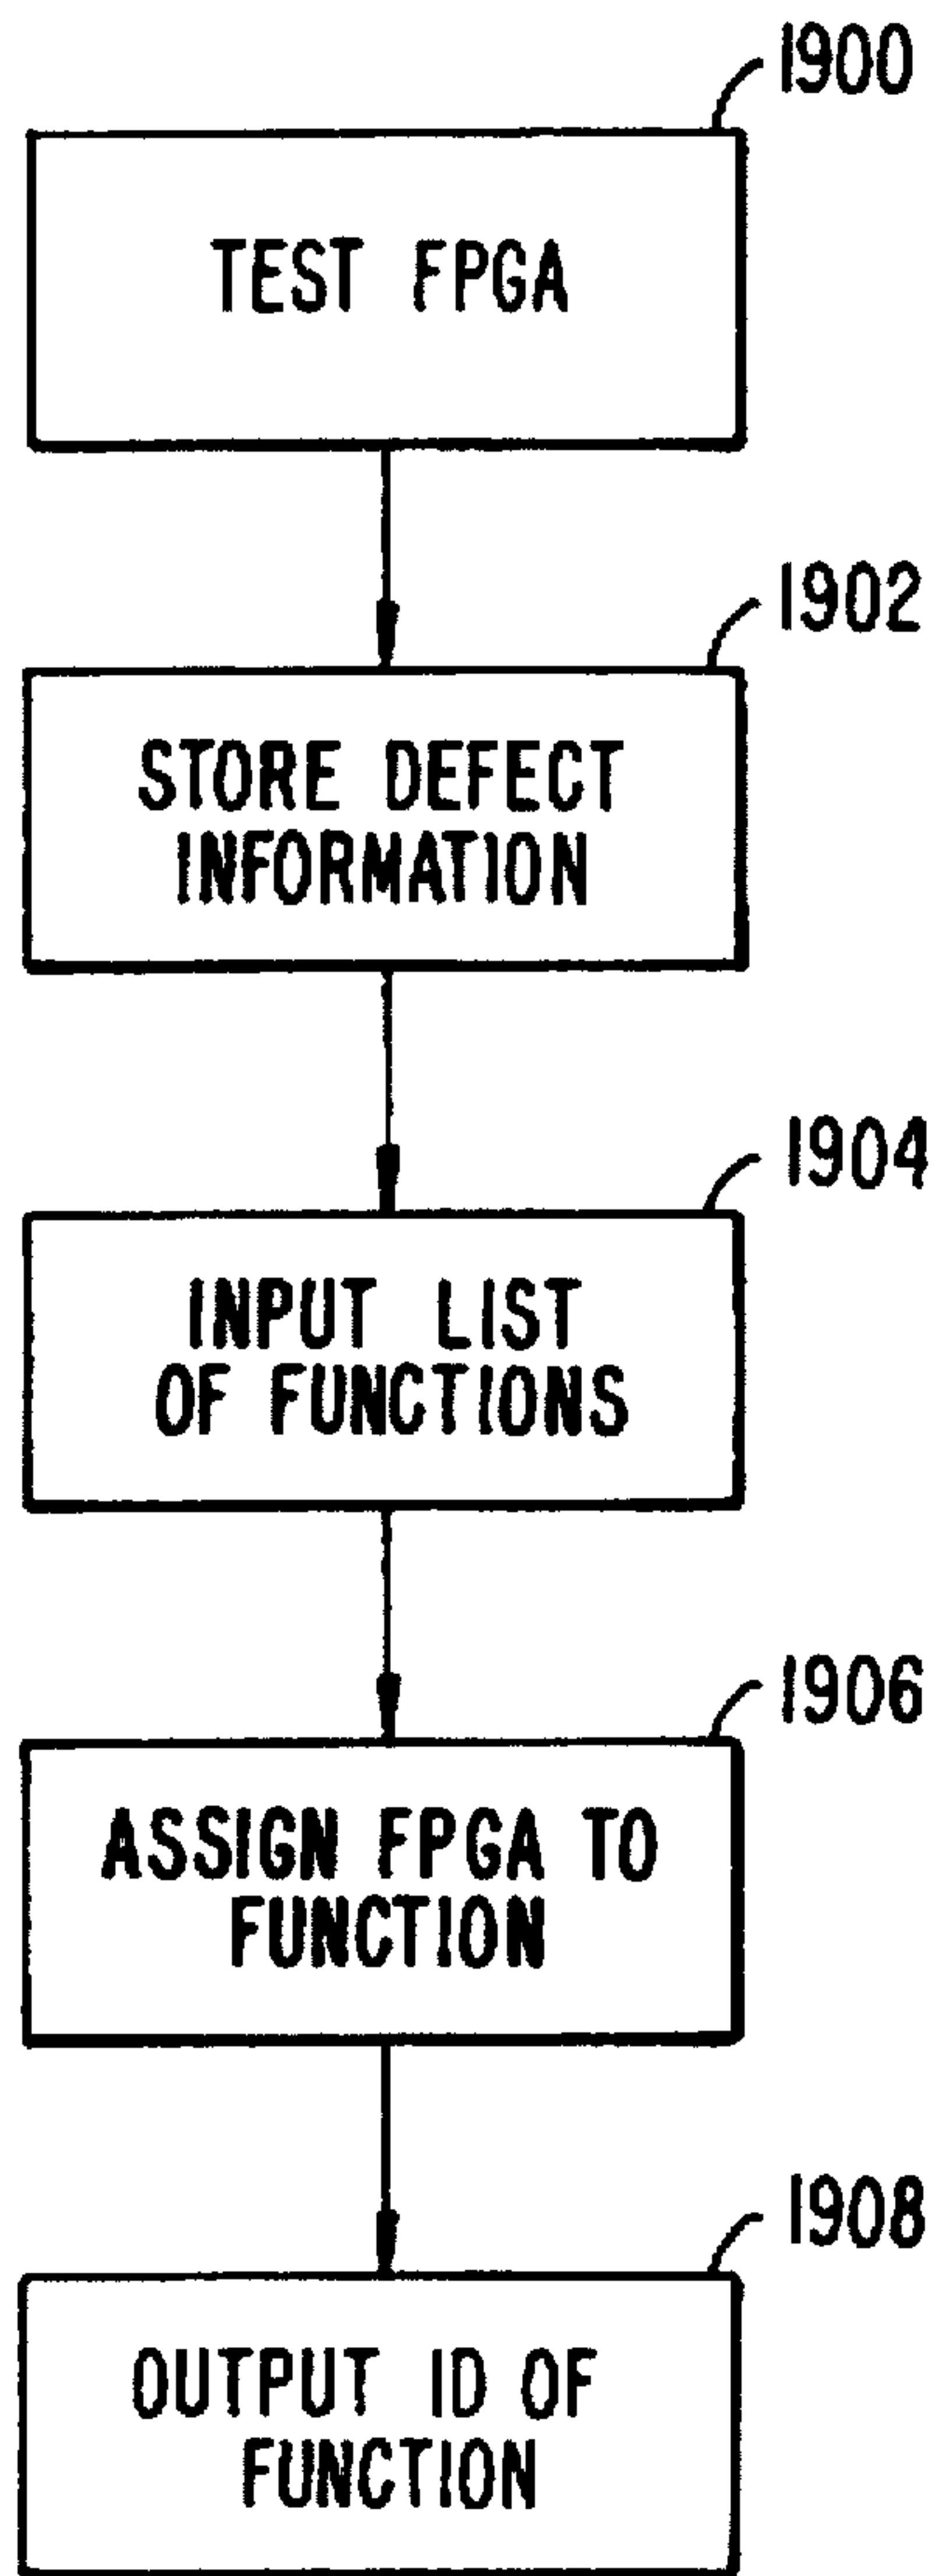 1900
TEST FPGA
1902
STORE DEFECT
INFORMATION
1904
INPUT LIST
OF FUNCTIONS
1906
ASSIGN FPGA TO
FUNCTION
1908
OUTPUT ID OF
FUNCTION